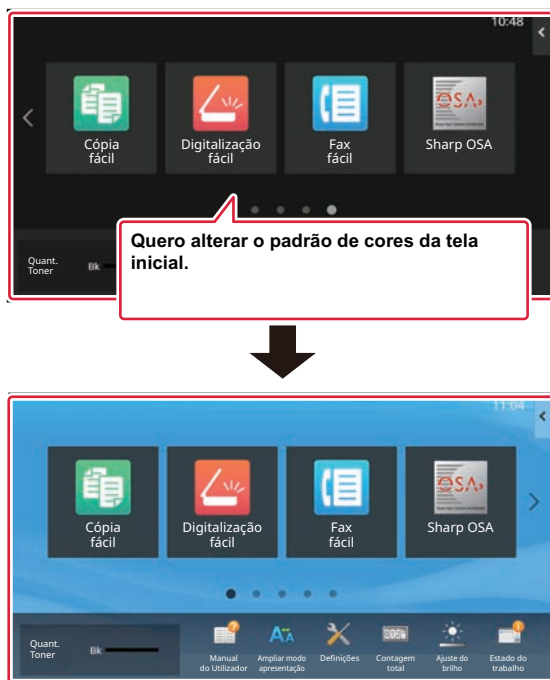 10:48
Cópia
fácil
Digitalização
fácil
Fax
fácil
OSA
Sharp OSA
Quero alterar o padrão de cores da tela
inicial.
Quant.
Toner
Bk
11:04
Cópia
fácil
Digitalização
fácil
Fax
fácil
OSA
Sharp OSA
Quant.
Toner
Bk
Manual
do Utilizador
Ampliar modo
apresentação
Definições
Contagem
total
Ajuste do
brilho
Estado do
trabalho